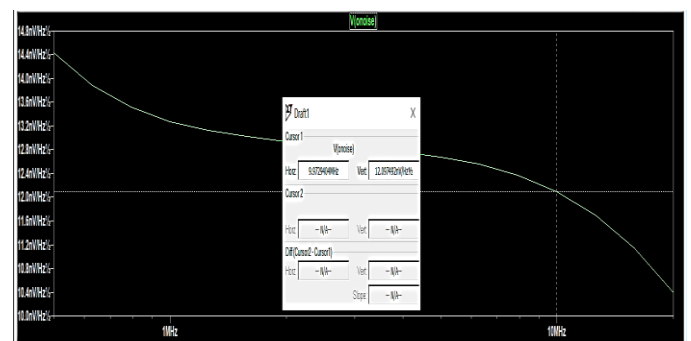 V(onoise)
14.8nV/Hz½
14.4nV/Hz½
14.0nV/Hz½
13.6nV/Hz½
13.2nV/Hz½
12.8nV/Hz½
12.4nV/Hz½
12.0nV/Hz½
11.6nV/Hz½
11.2nV/Hz½
10.8nV/Hz½
10.4nV/Hz½
10.0nV/Hz½
1MHz
10MHz
Draft1
X
Cursor 1
V(onoise)
Horz:
Vert:
Cursor 2
Horz: -- N/A-- Vert: -- N/A--
Diff (Cursor2 - Cursor1)
Horz: -- N/A-- Vert: -- N/A--
Slope: -- N/A--